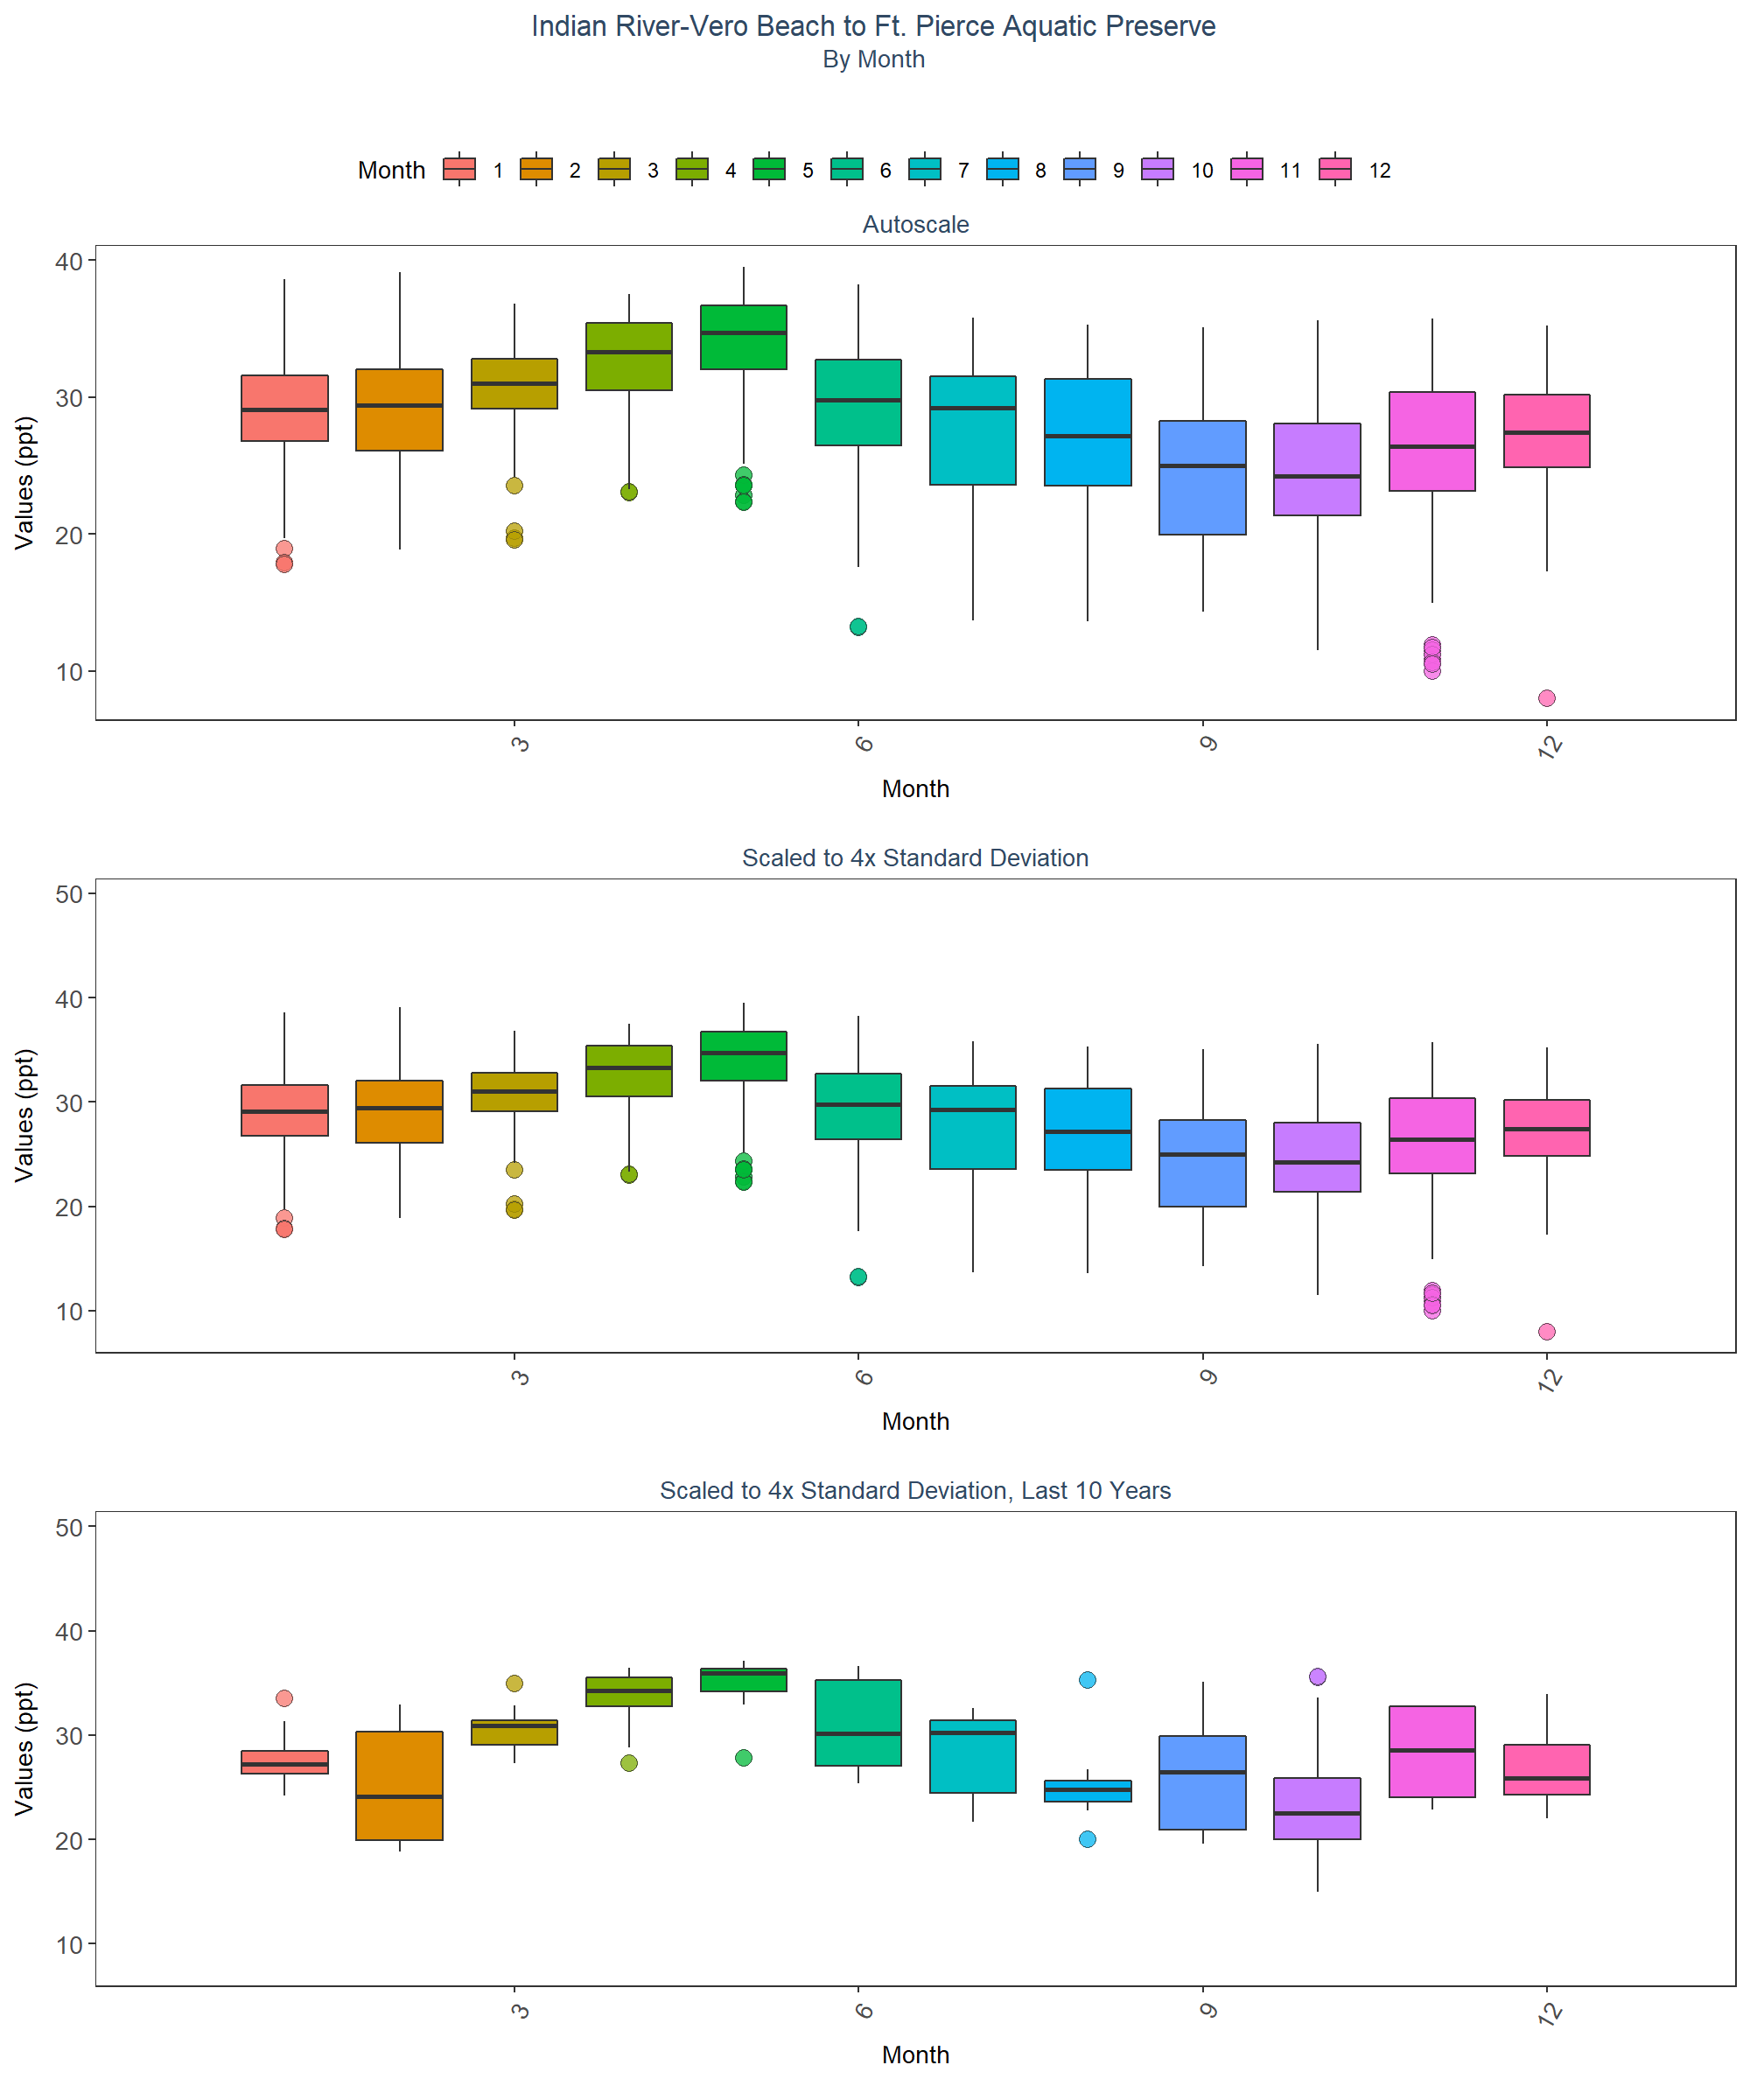 Indian River-Vero Beach to Ft. Pierce Aquatic Preserve
By Month
Month 1 2 3 4 5 6 7 8 9 10 11 12
Autoscale
Values (ppt)
40
30
20
10
3 6 9 12
Month
Scaled to 4x Standard Deviation
Values (ppt)
50
40
30
20
10
3 6 9 12
Month
Scaled to 4x Standard Deviation, Last 10 Years
Values (ppt)
50
40
30
20
10
3 6 9 12
Month